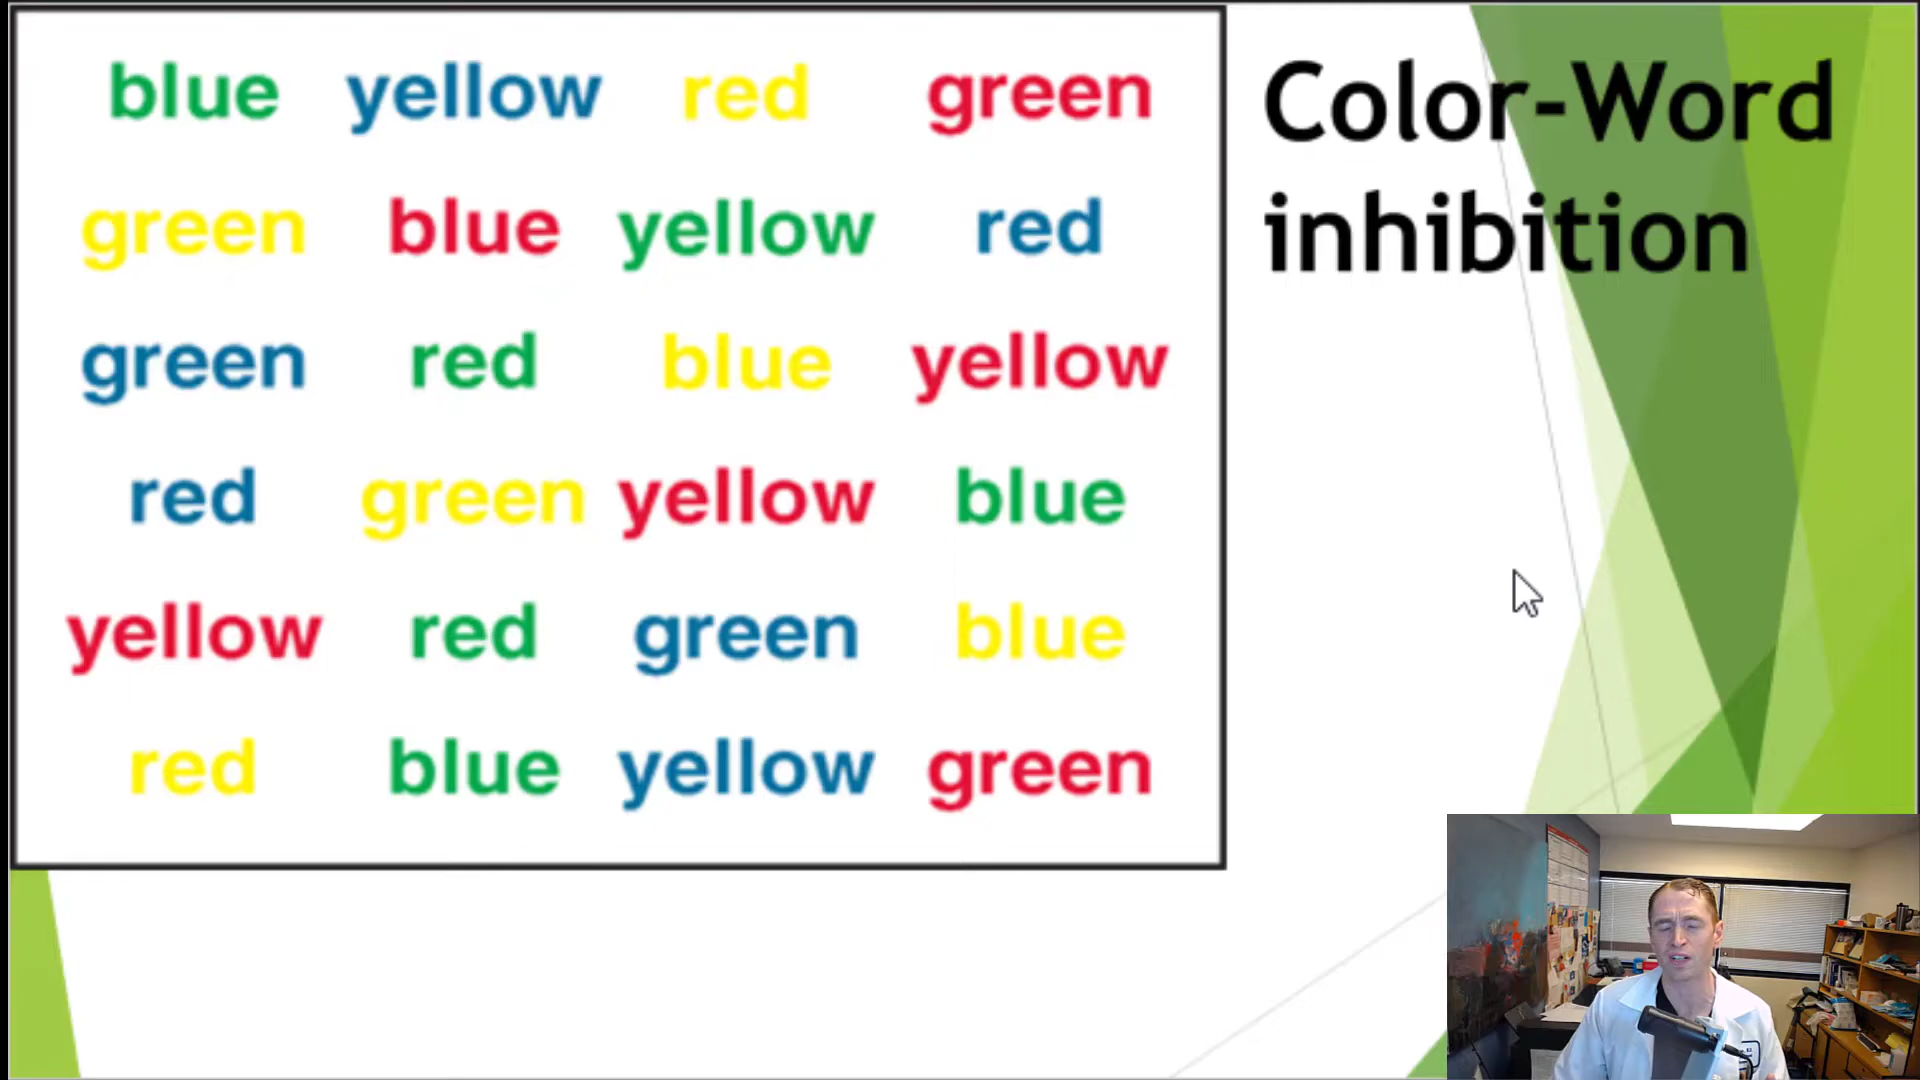 blue yellow red green
green blue yellow red
green red blue yellow
red green yellow blue
yellow red green blue
red blue yellow green
Color-Word
inhibition